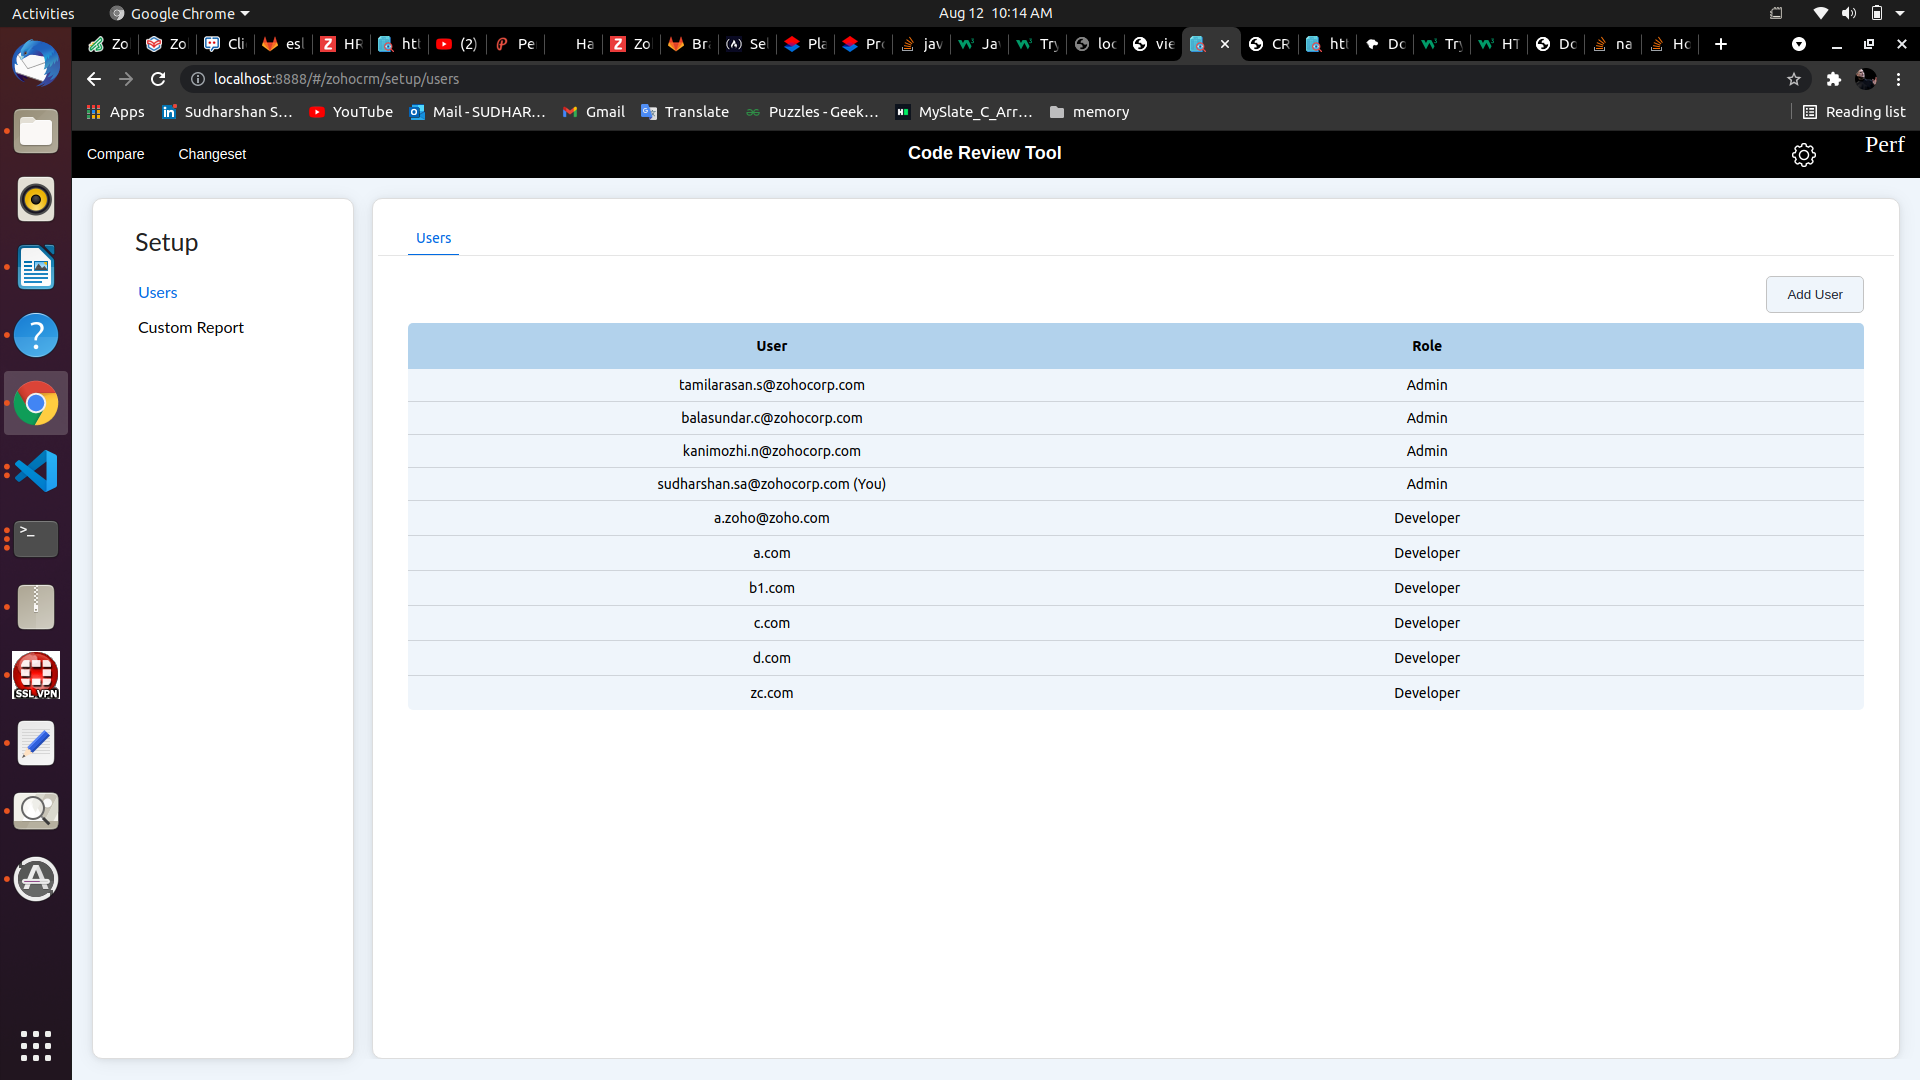 Activities Google Chrome Aug 12 10:14 AM
Zo Zo Cli esl HR htt (2) Pe Ha Zo Bra Sel Pla Pro jav Jav Try loc vie CR htt Do Try HT Do na Ho
localhost:8888/#/zohocrm/setup/users
Apps Sudharshan S... YouTube Mail - SUDHAR... Gmail Translate Puzzles - Geek... MySlate_C_Arr... memory Reading list
Compare Changeset Code Review Tool Perf
Setup
Users
Custom Report
Users
Add User
User Role
tamilarasan.s@zohocorp.com Admin
balasundar.c@zohocorp.com Admin
kanimozhi.n@zohocorp.com Admin
sudharshan.sa@zohocorp.com (You) Admin
a.zoho@zoho.com Developer
a.com Developer
b1.com Developer
c.com Developer
d.com Developer
zc.com Developer
SSL VPN